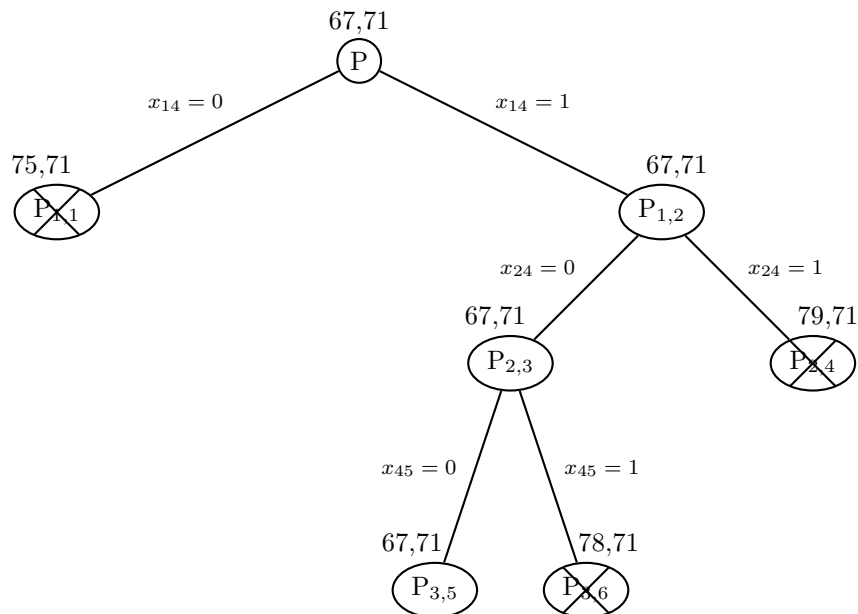 67,71
P
x₁₄ = 0
x₁₄ = 1
75,71
67,71
P₁,₁
P₁,₂
x₂₄ = 0
x₂₄ = 1
67,71
79,71
P₂,₃
P₂,₄
x₄₅ = 0
x₄₅ = 1
67,71
78,71
P₃,₅
P₃,₆